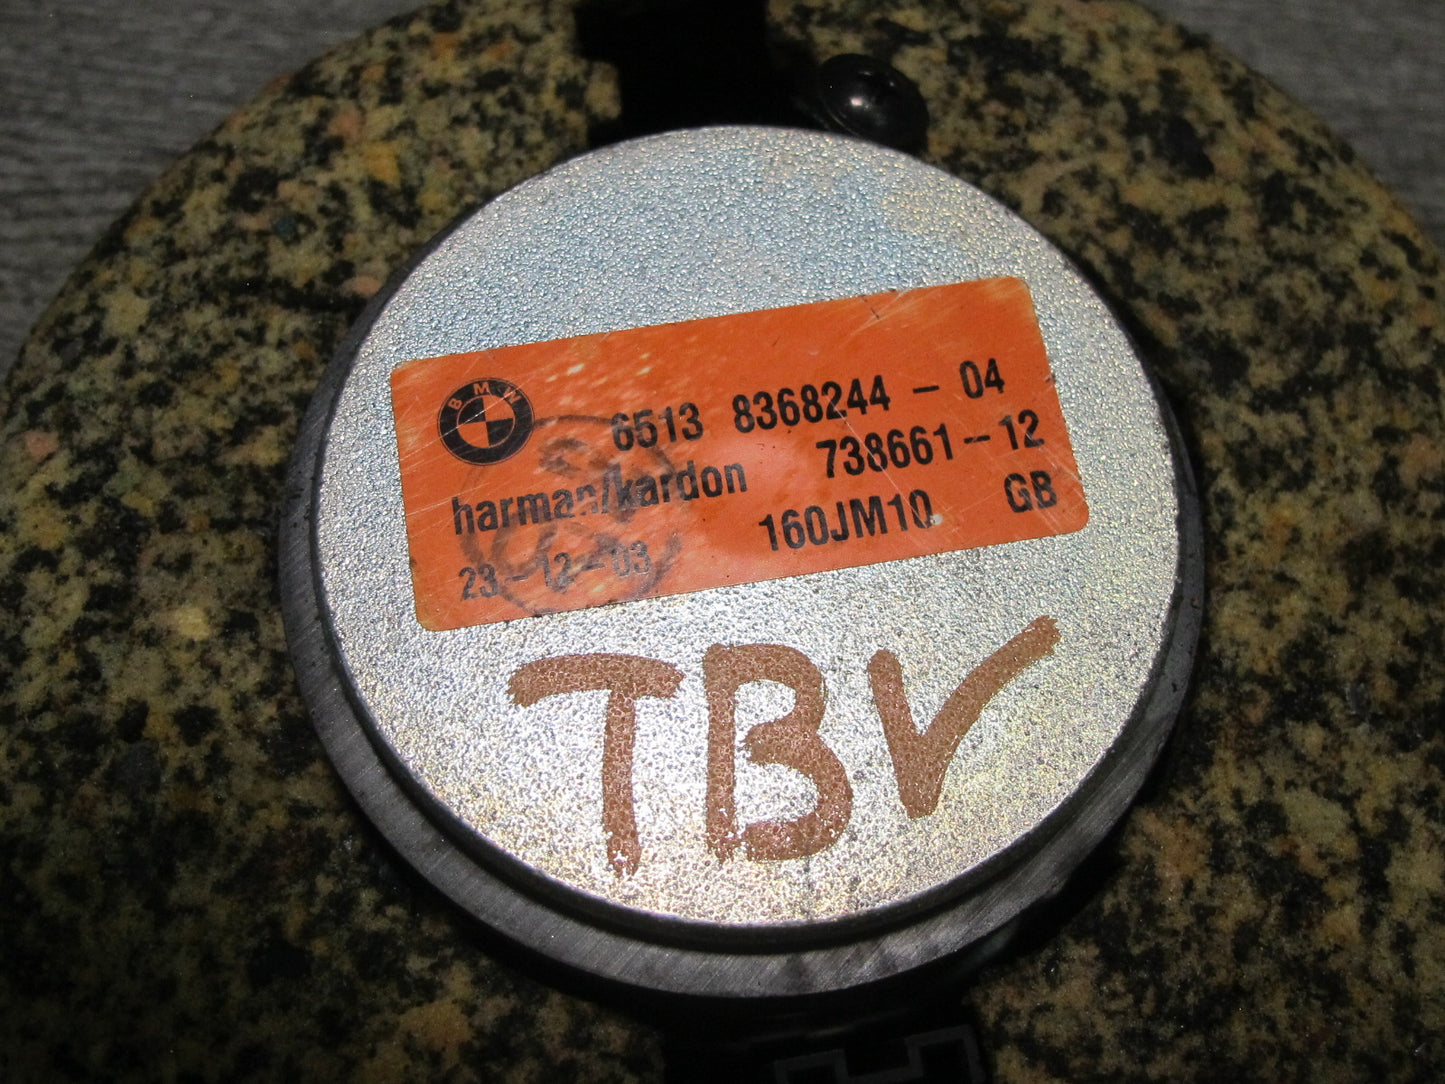 BMW
6513 8368244 - 04
harman/kardon 738661-12
23-12-03 160JM10 GB
TBV